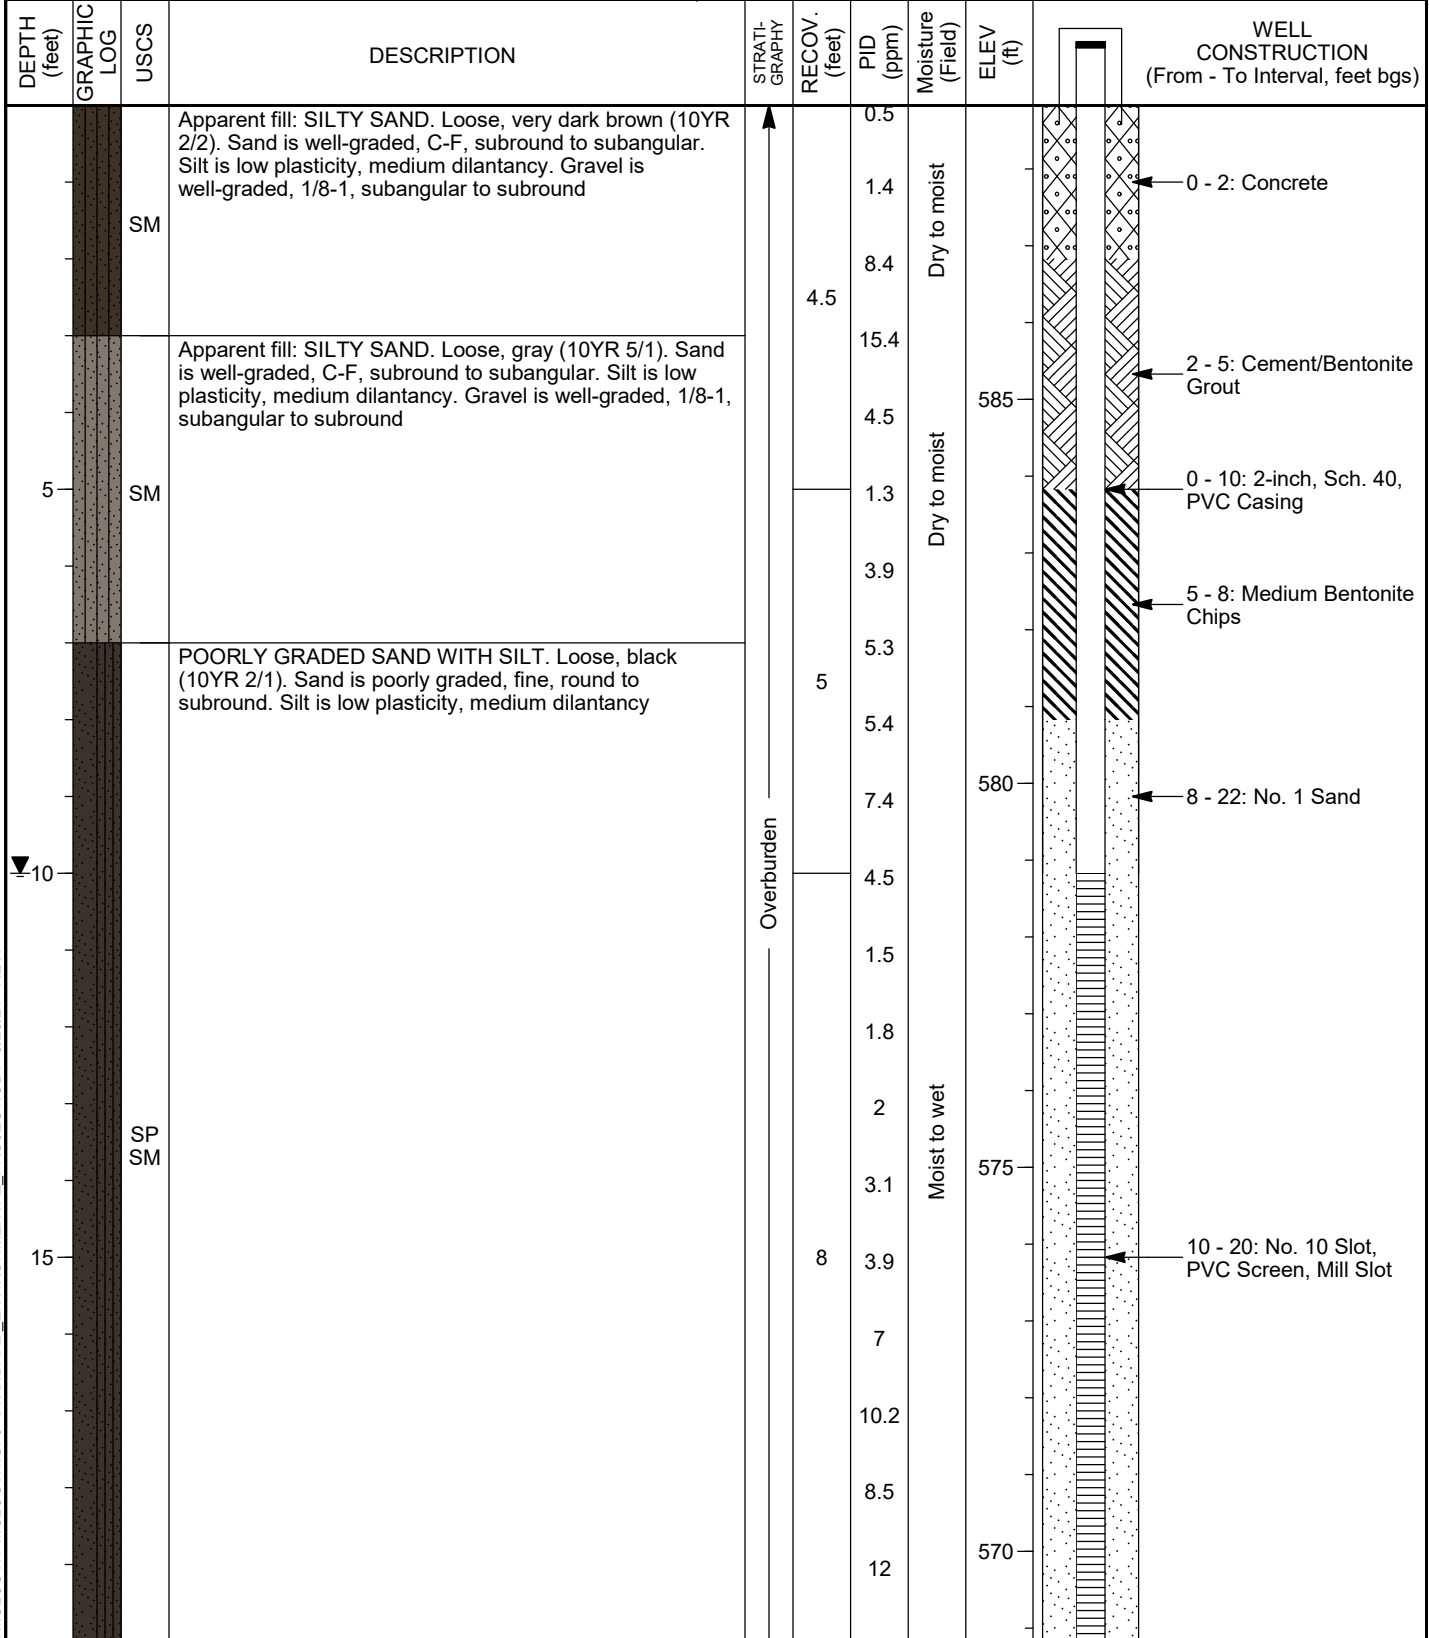 DEPTH
(feet)
GRAPHIC
LOG
USCS
DESCRIPTION
STRATI-
GRAPHY
RECOV.
(feet)
PID
(ppm)
Moisture
(Field)
ELEV
(ft)
WELL
CONSTRUCTION
(From - To Interval, feet bgs)
Apparent fill: SILTY SAND. Loose, very dark brown (10YR
2/2). Sand is well-graded, C-F, subround to subangular.
Silt is low plasticity, medium dilantancy. Gravel is
well-graded, 1/8-1, subangular to subround
SM
Apparent fill: SILTY SAND. Loose, gray (10YR 5/1). Sand
is well-graded, C-F, subround to subangular. Silt is low
plasticity, medium dilantancy. Gravel is well-graded, 1/8-1,
subangular to subround
SM
POORLY GRADED SAND WITH SILT. Loose, black
(10YR 2/1). Sand is poorly graded, fine, round to
subround. Silt is low plasticity, medium dilantancy
SP
SM
5
10
15
Overburden
4.5
5
8
0.5
1.4
8.4
15.4
4.5
1.3
3.9
5.3
5.4
7.4
4.5
1.5
1.8
2
3.1
3.9
7
10.2
8.5
12
Dry to moist
Dry to moist
Moist to wet
585
580
575
570
0 - 2: Concrete
2 - 5: Cement/Bentonite
Grout
0 - 10: 2-inch, Sch. 40,
PVC Casing
5 - 8: Medium Bentonite
Chips
8 - 22: No. 1 Sand
10 - 20: No. 10 Slot,
PVC Screen, Mill Slot